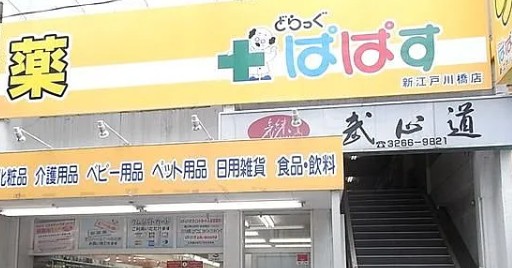 薬
どらっぐ
ぱぱす
新江戸川橋店
武心道
☎3266-9821
化粧品 介護用品 ベビー用品 ペット用品 日用雑貨 食品・飲料